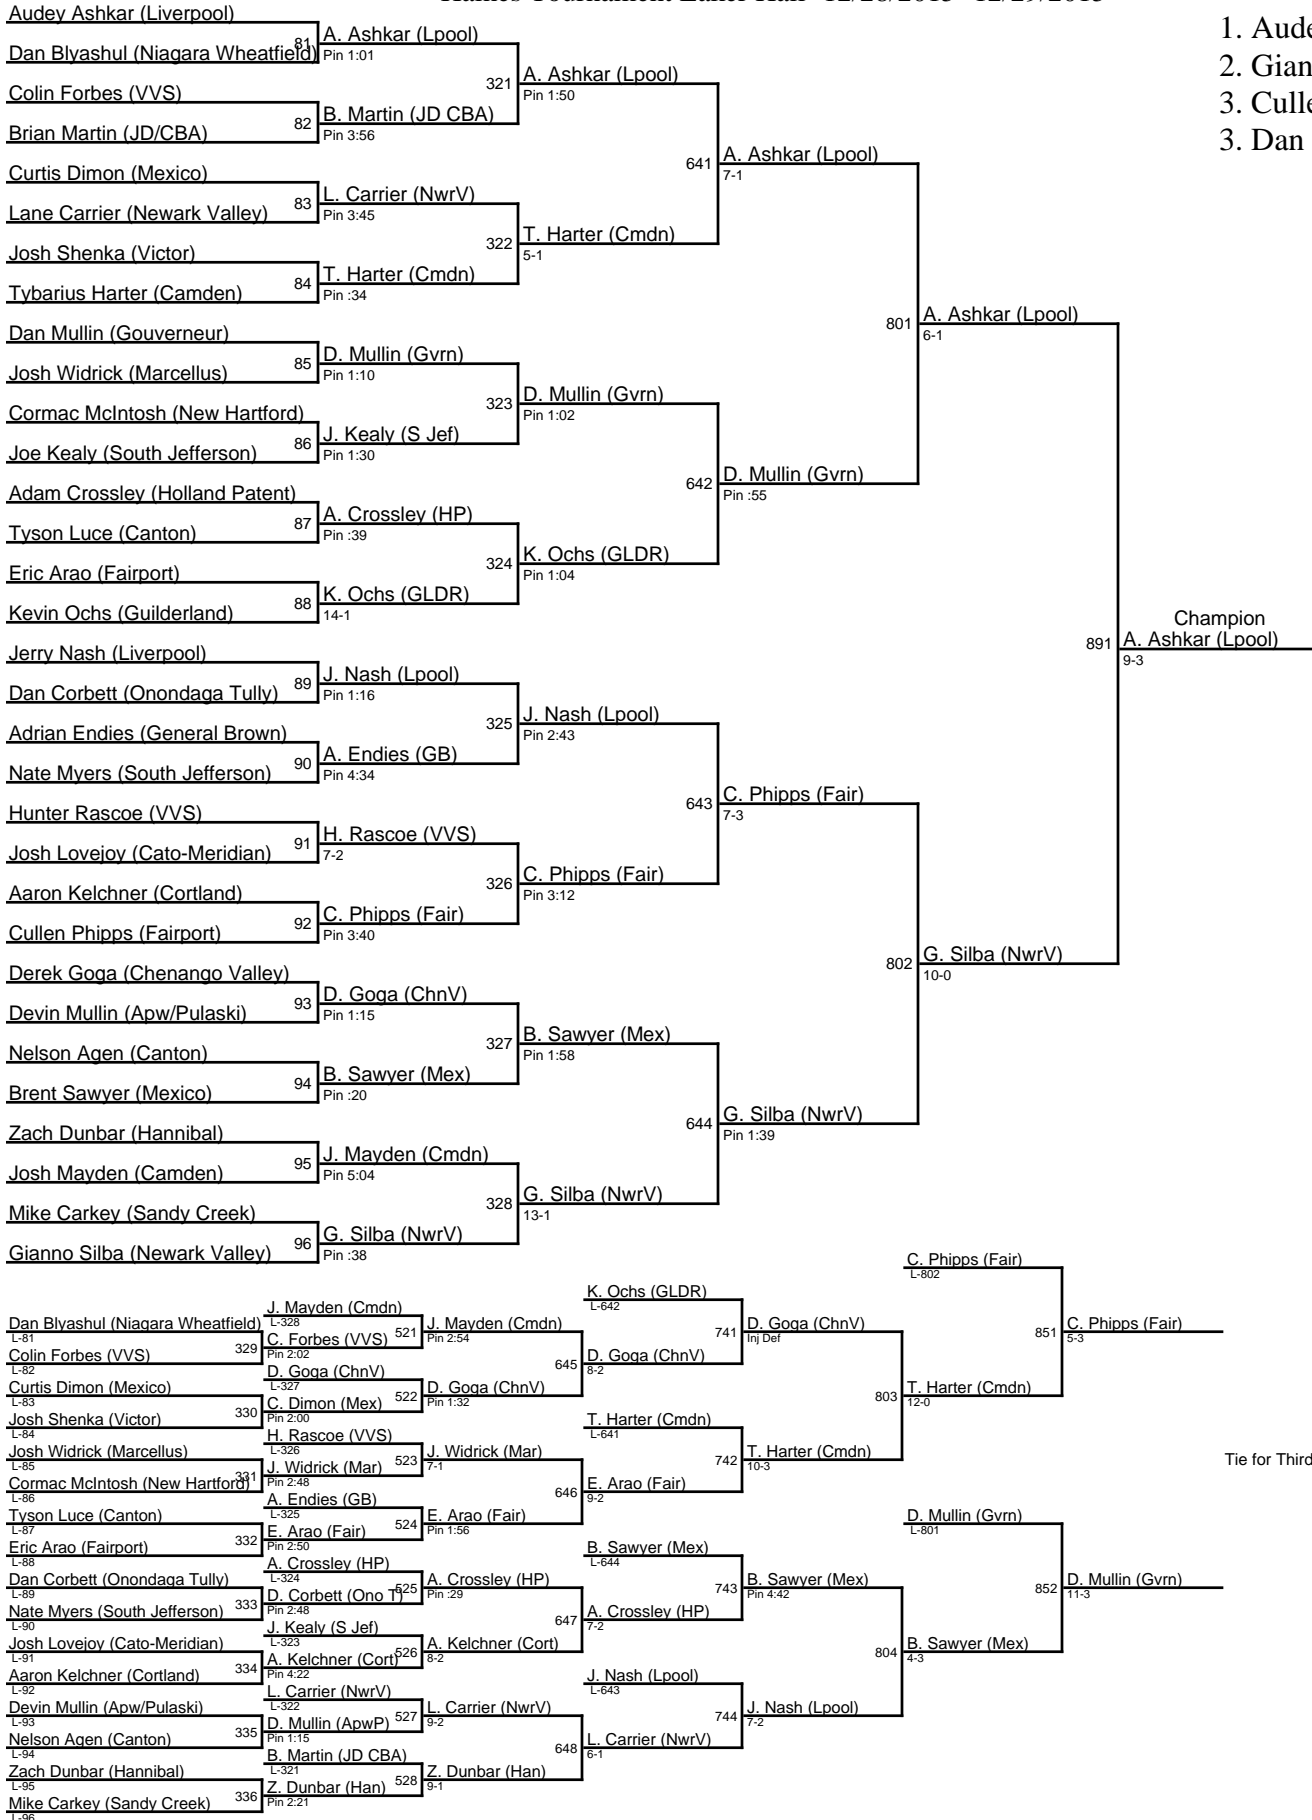 1. Aude
2. Gian
3. Culle
3. Dan
Audey Ashkar (Liverpool)
Dan Blyashul (Niagara Wheatfield)
Colin Forbes (VVS)
Brian Martin (JD/CBA)
Curtis Dimon (Mexico)
Lane Carrier (Newark Valley)
Josh Shenka (Victor)
Tybarius Harter (Camden)
Dan Mullin (Gouverneur)
Josh Widrick (Marcellus)
Cormac McIntosh (New Hartford)
Joe Kealy (South Jefferson)
Adam Crossley (Holland Patent)
Tyson Luce (Canton)
Eric Arao (Fairport)
Kevin Ochs (Guilderland)
Jerry Nash (Liverpool)
Dan Corbett (Onondaga Tully)
Adrian Endies (General Brown)
Nate Myers (South Jefferson)
Hunter Rascoe (VVS)
Josh Lovejoy (Cato-Meridian)
Aaron Kelchner (Cortland)
Cullen Phipps (Fairport)
Derek Goga (Chenango Valley)
Devin Mullin (Apw/Pulaski)
Nelson Agen (Canton)
Brent Sawyer (Mexico)
Zach Dunbar (Hannibal)
Josh Mayden (Camden)
Mike Carkey (Sandy Creek)
Gianno Silba (Newark Valley)
81 A. Ashkar (Lpool)
Pin 1:01
82 B. Martin (JD CBA)
Pin 3:56
83 L. Carrier (NwrV)
Pin 3:45
84 T. Harter (Cmdn)
Pin :34
85 D. Mullin (Gvrn)
Pin 1:10
86 J. Kealy (S Jef)
Pin 1:30
87 A. Crossley (HP)
Pin :39
88 K. Ochs (GLDR)
14-1
89 J. Nash (Lpool)
Pin 1:16
90 A. Endies (GB)
Pin 4:34
91 H. Rascoe (VVS)
7-2
92 C. Phipps (Fair)
Pin 3:40
93 D. Goga (ChnV)
Pin 1:15
94 B. Sawyer (Mex)
Pin :20
95 J. Mayden (Cmdn)
Pin 5:04
96 G. Silba (NwrV)
Pin :38
321 A. Ashkar (Lpool)
Pin 1:50
322 T. Harter (Cmdn)
5-1
323 D. Mullin (Gvrn)
Pin 1:02
324 K. Ochs (GLDR)
Pin 1:04
325 J. Nash (Lpool)
Pin 2:43
326 C. Phipps (Fair)
Pin 3:12
327 B. Sawyer (Mex)
Pin 1:58
328 G. Silba (NwrV)
13-1
641 A. Ashkar (Lpool)
7-1
642 D. Mullin (Gvrn)
Pin :55
643 C. Phipps (Fair)
7-3
644 G. Silba (NwrV)
Pin 1:39
801 A. Ashkar (Lpool)
6-1
802 G. Silba (NwrV)
10-0
Champion
891 A. Ashkar (Lpool)
9-3
Dan Blyashul (Niagara Wheatfield)
L-81
Colin Forbes (VVS)
L-82
Curtis Dimon (Mexico)
L-83
Josh Shenka (Victor)
L-84
Josh Widrick (Marcellus)
L-85
Cormac McIntosh (New Hartford)
L-86
Tyson Luce (Canton)
L-87
Eric Arao (Fairport)
L-88
Dan Corbett (Onondaga Tully)
L-89
Nate Myers (South Jefferson)
L-90
Josh Lovejoy (Cato-Meridian)
L-91
Aaron Kelchner (Cortland)
L-92
Devin Mullin (Apw/Pulaski)
L-93
Nelson Agen (Canton)
L-94
Zach Dunbar (Hannibal)
L-95
Mike Carkey (Sandy Creek)
L-96
J. Mayden (Cmdn)
L-328
329 C. Forbes (VVS)
Pin 2:02
D. Goga (ChnV)
L-327
330 C. Dimon (Mex)
Pin 2:00
H. Rascoe (VVS)
L-326
331 J. Widrick (Mar)
Pin 2:48
A. Endies (GB)
L-325
332 E. Arao (Fair)
Pin 2:50
A. Crossley (HP)
L-324
333 D. Corbett (Ono T)
Pin 2:48
J. Kealy (S Jef)
L-323
334 A. Kelchner (Cort)
Pin 4:22
L. Carrier (NwrV)
L-322
335 D. Mullin (ApwP)
Pin 1:15
B. Martin (JD CBA)
L-321
336 Z. Dunbar (Han)
Pin 2:21
521 J. Mayden (Cmdn)
Pin 2:54
522 D. Goga (ChnV)
Pin 1:32
523 J. Widrick (Mar)
7-1
524 E. Arao (Fair)
Pin 1:56
525 A. Crossley (HP)
Pin :29
526 A. Kelchner (Cort)
8-2
527 L. Carrier (NwrV)
9-2
528 Z. Dunbar (Han)
9-1
K. Ochs (GLDR)
L-642
645 D. Goga (ChnV)
8-2
T. Harter (Cmdn)
L-641
646 E. Arao (Fair)
9-2
B. Sawyer (Mex)
L-644
647 A. Crossley (HP)
7-2
J. Nash (Lpool)
L-643
648 L. Carrier (NwrV)
6-1
741 D. Goga (ChnV)
Inj Def
742 T. Harter (Cmdn)
10-3
743 B. Sawyer (Mex)
Pin 4:42
744 J. Nash (Lpool)
7-2
C. Phipps (Fair)
L-802
803 T. Harter (Cmdn)
12-0
D. Mullin (Gvrn)
L-801
804 B. Sawyer (Mex)
4-3
851 C. Phipps (Fair)
5-3
Tie for Third
852 D. Mullin (Gvrn)
11-3